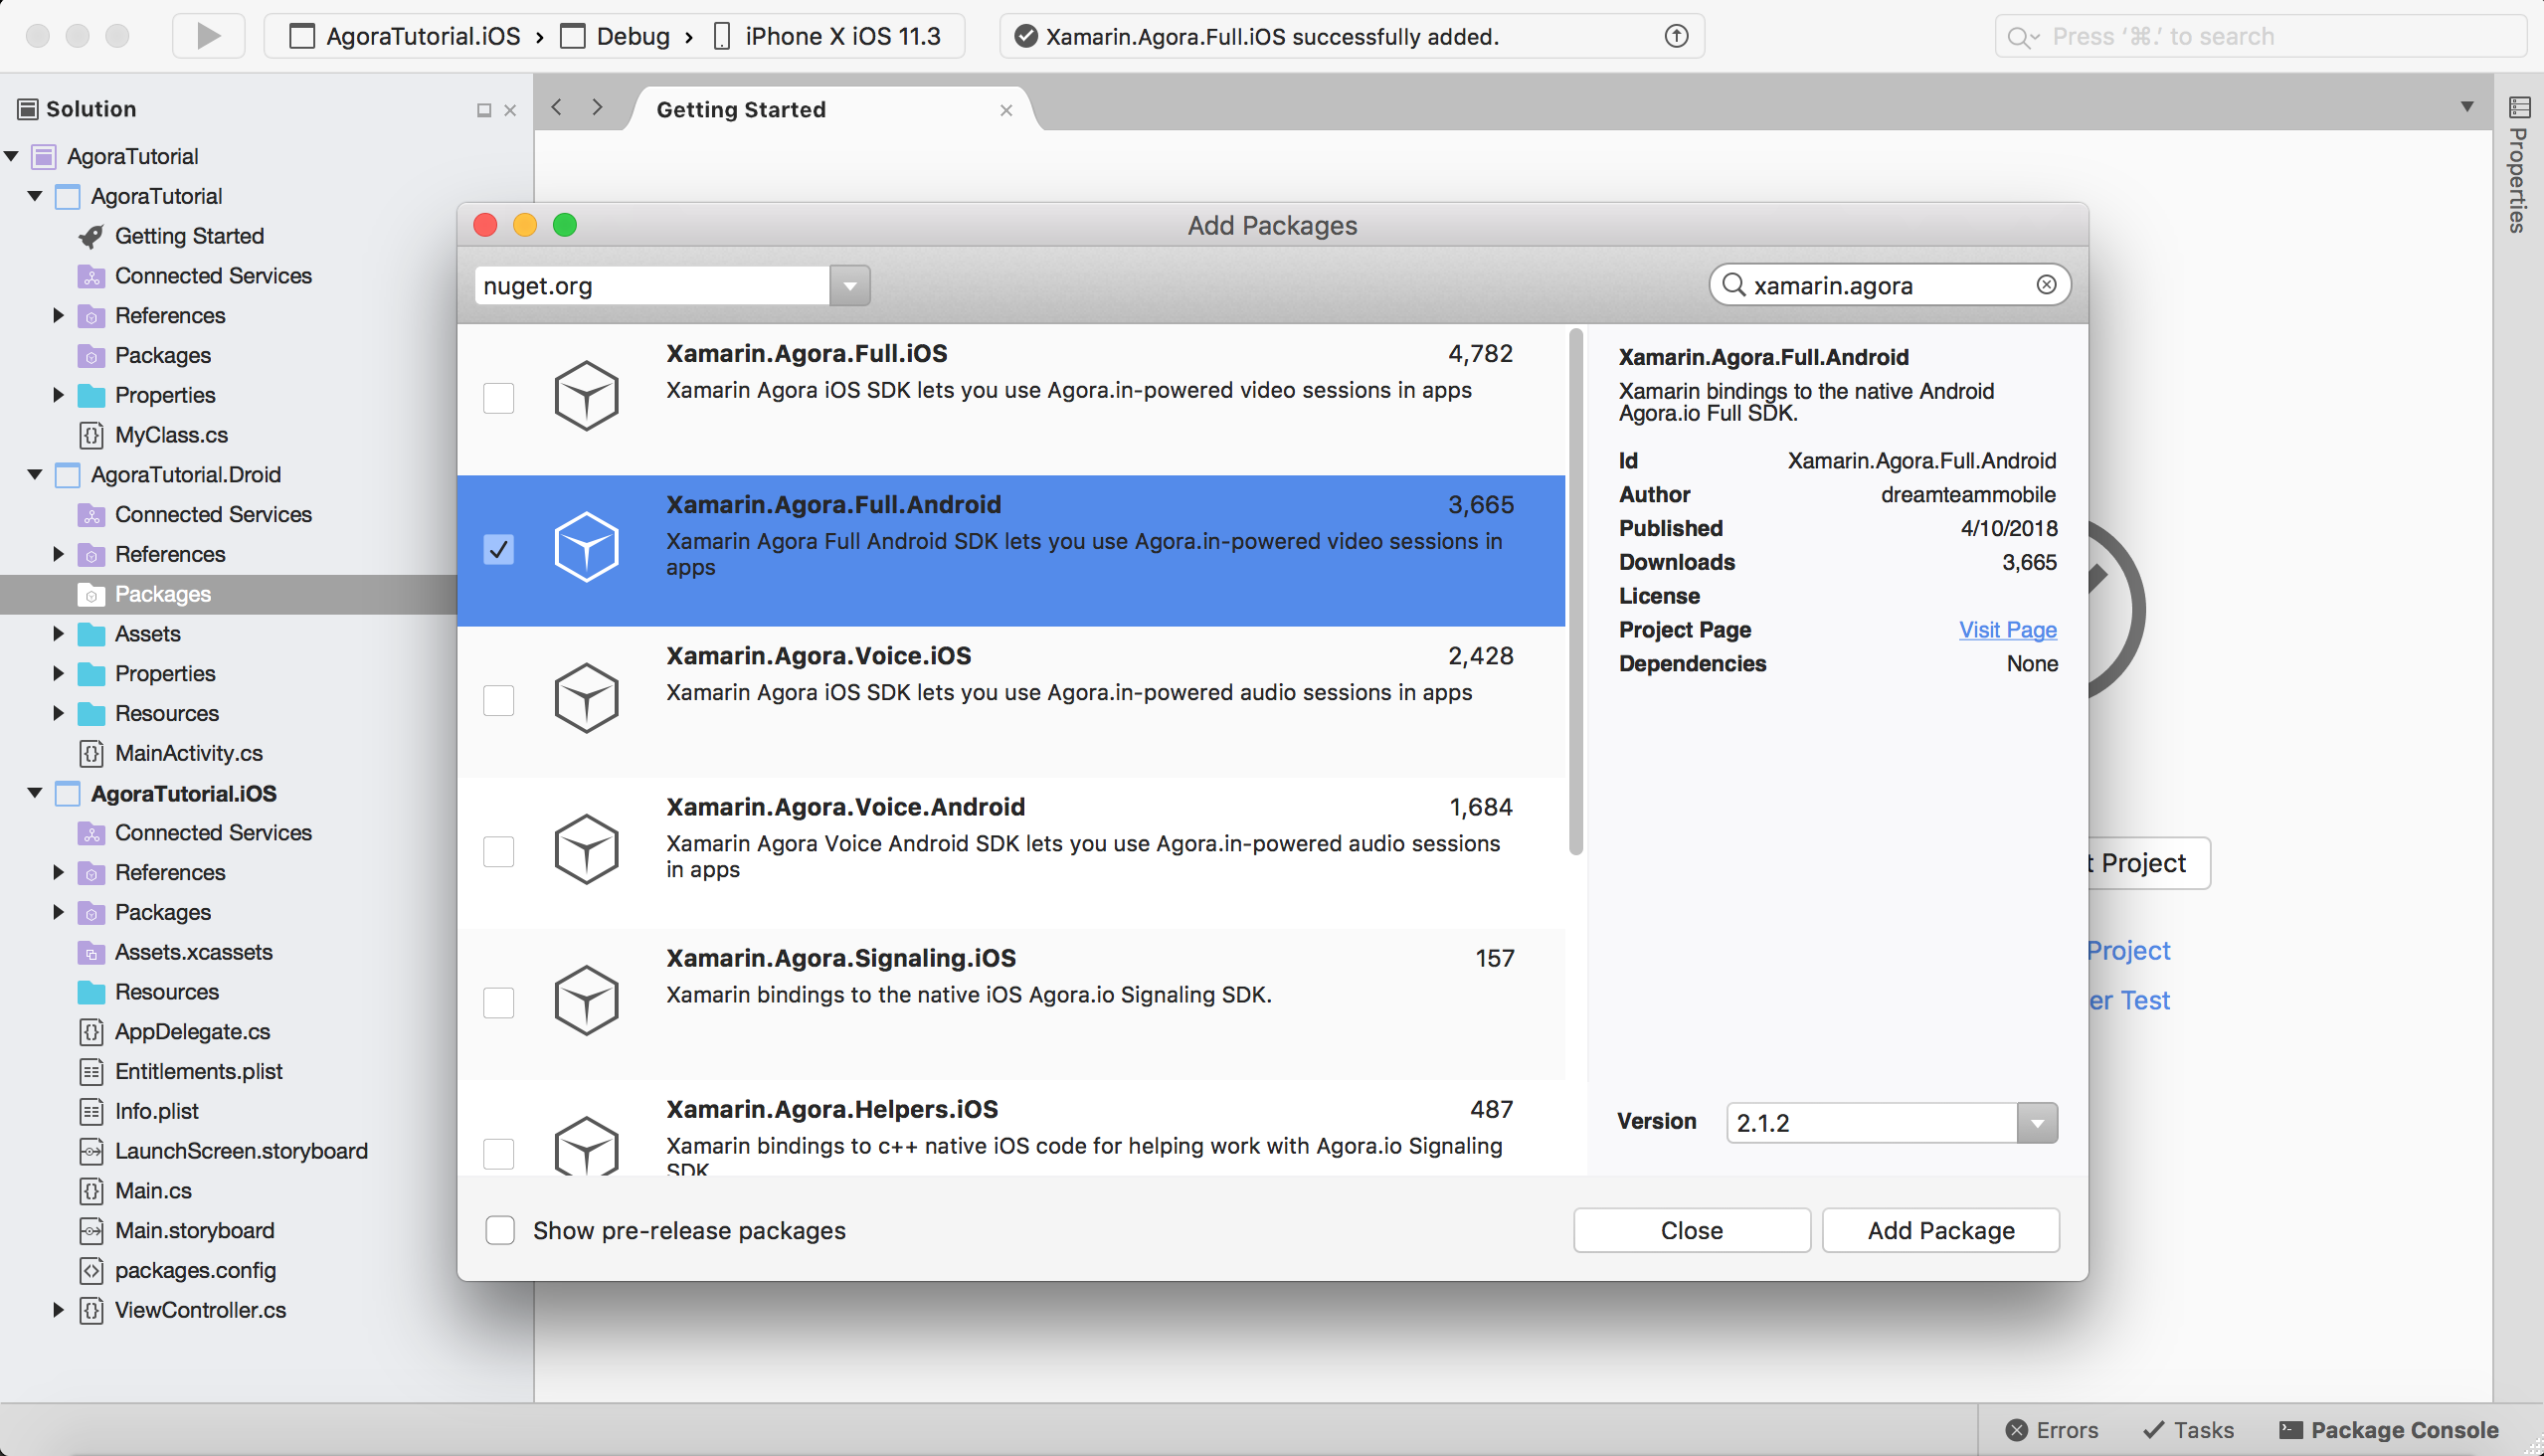 AgoraTutorial.iOS › Debug › iPhone X iOS 11.3
Xamarin.Agora.Full.iOS successfully added.
Press ‘⌘.’ to search
Solution
AgoraTutorial
AgoraTutorial
Getting Started
Connected Services
References
Packages
Properties
MyClass.cs
AgoraTutorial.Droid
Connected Services
References
Packages
Assets
Properties
Resources
MainActivity.cs
AgoraTutorial.iOS
Connected Services
References
Packages
Assets.xcassets
Resources
AppDelegate.cs
Entitlements.plist
Info.plist
LaunchScreen.storyboard
Main.cs
Main.storyboard
packages.config
ViewController.cs
Getting Started
Properties
Add Packages
nuget.org
xamarin.agora
Xamarin.Agora.Full.iOS 4,782
Xamarin Agora iOS SDK lets you use Agora.in-powered video sessions in apps
Xamarin.Agora.Full.Android 3,665
Xamarin Agora Full Android SDK lets you use Agora.in-powered video sessions in
apps
Xamarin.Agora.Voice.iOS 2,428
Xamarin Agora iOS SDK lets you use Agora.in-powered audio sessions in apps
Xamarin.Agora.Voice.Android 1,684
Xamarin Agora Voice Android SDK lets you use Agora.in-powered audio sessions
in apps
Xamarin.Agora.Signaling.iOS 157
Xamarin bindings to the native iOS Agora.io Signaling SDK.
Xamarin.Agora.Helpers.iOS 487
Xamarin bindings to c++ native iOS code for helping work with Agora.io Signaling
SDK
Xamarin.Agora.Full.Android
Xamarin bindings to the native Android
Agora.io Full SDK.
Id Xamarin.Agora.Full.Android
Author dreamteammobile
Published 4/10/2018
Downloads 3,665
License
Project Page Visit Page
Dependencies None
Version 2.1.2
Show pre-release packages
Close
Add Package
t Project
Project
er Test
Errors
Tasks
Package Console